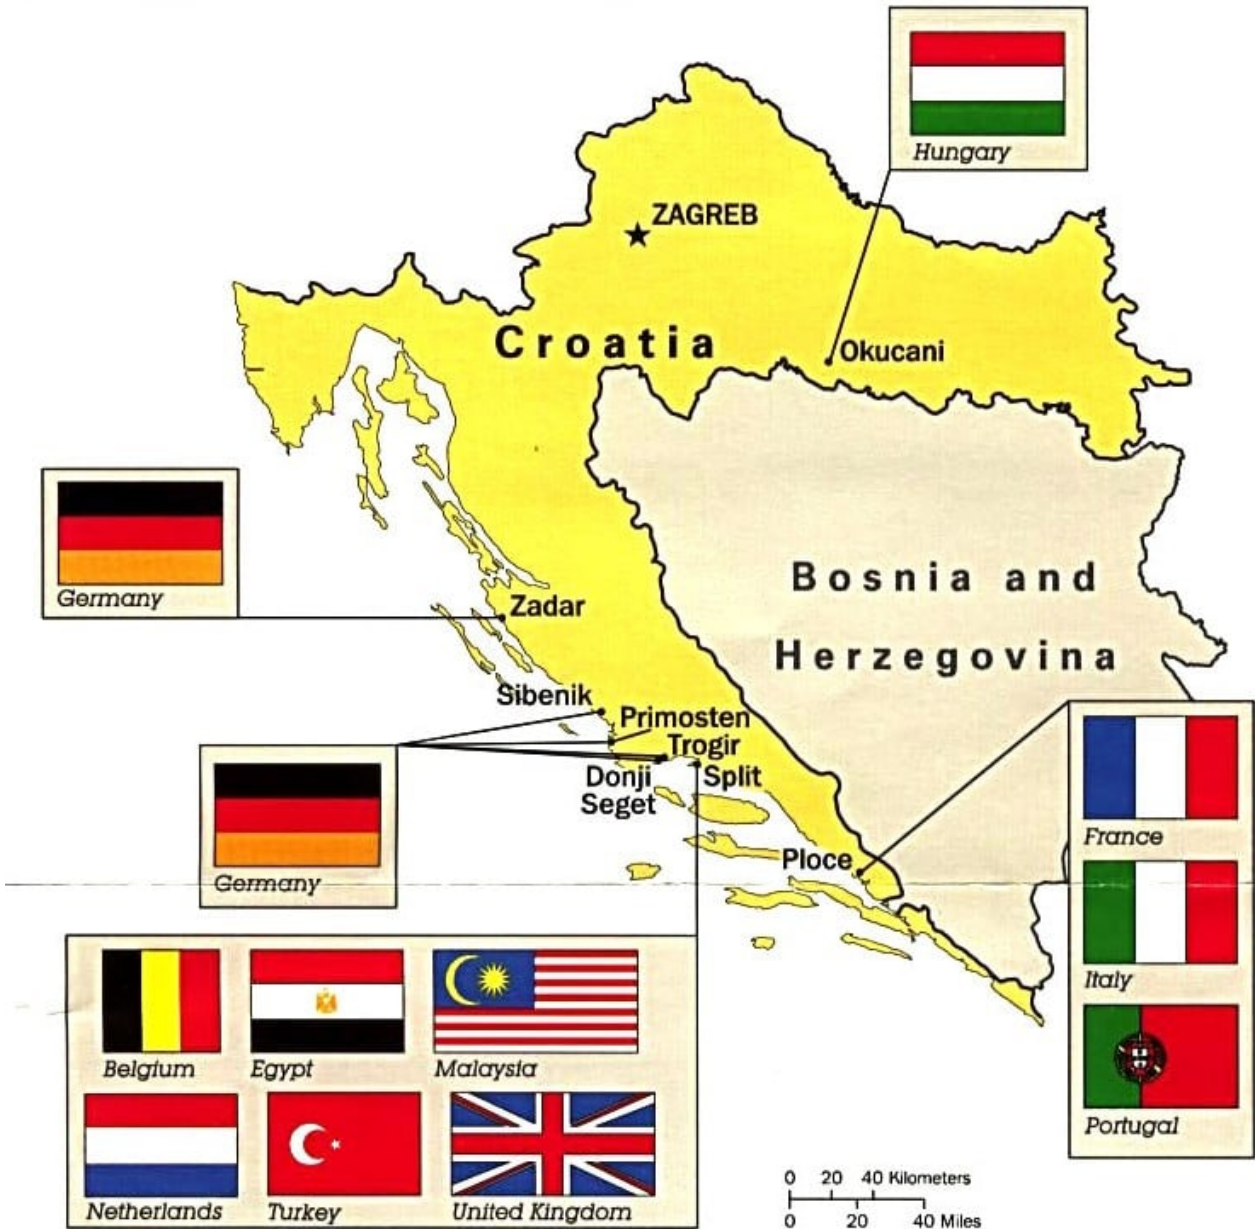 Hungary
ZAGREB
Croatia
Okucani
Germany
Zadar
Bosnia and
Herzegovina
Sibenik
Primosten
Trogir
Donji
Seget
Split
Ploce
Germany
France
Italy
Portugal
Belgium
Egypt
Malaysia
Netherlands
Turkey
United Kingdom
0 20 40 Kilometers
0 20 40 Miles